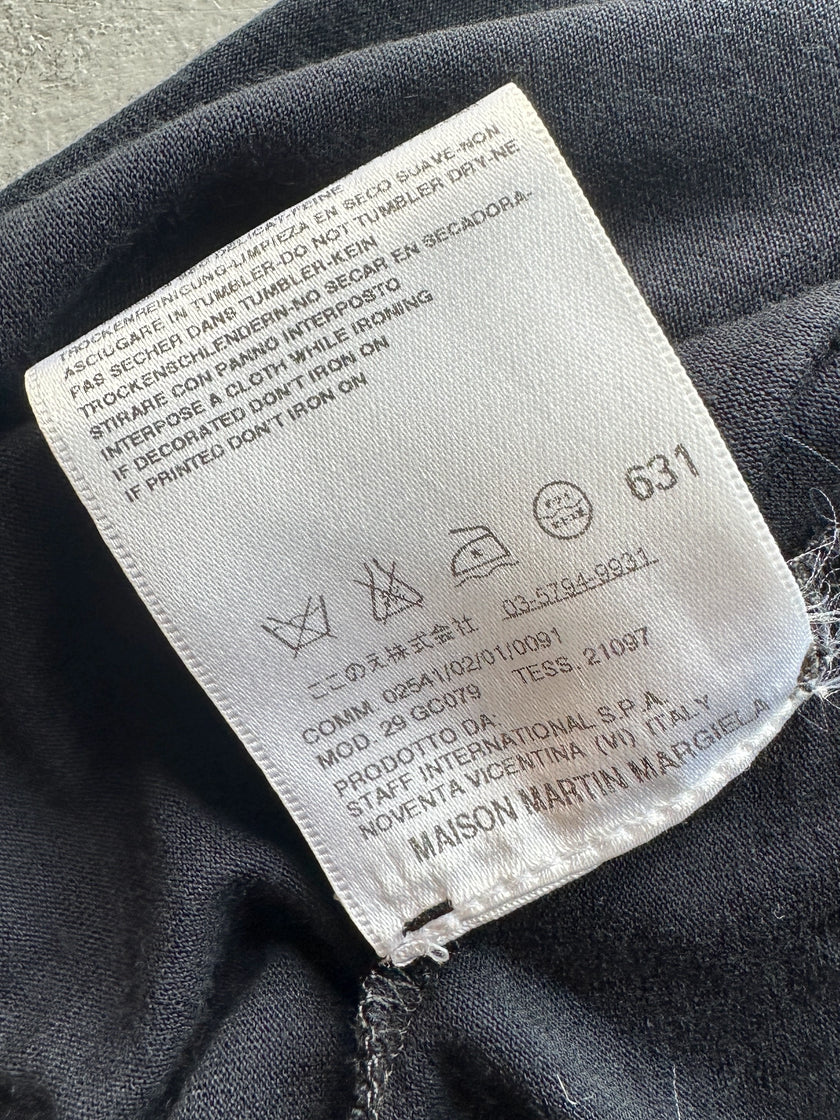 DELICAT-FEINE
TROCKENREINIGUNG-LIMPIEZA EN SECO SUAVE-NON
ASCIUGARE IN TUMBLER-DO NOT TUMBLER DRY-NE
PAS SECHER DANS TUMBLER-KEIN
TROCKENSCHLENDERN-NO SECAR EN SECADORA-
STIRARE CON PANNO INTERPOSTO
INTERPOSE A CLOTH WHILE IRONING
IF DECORATED DON'T IRON ON
IF PRINTED DON'T IRON ON
631
ここのえ株式会社 03-5794-9931
COMM. 02541/02/01/0091
MOD. 29 GC079 TESS. 21097
PRODOTTO DA:
STAFF INTERNATIONAL S.P.A.
NOVENTA VICENTINA (VI) ITALY
MAISON MARTIN MARGIELA